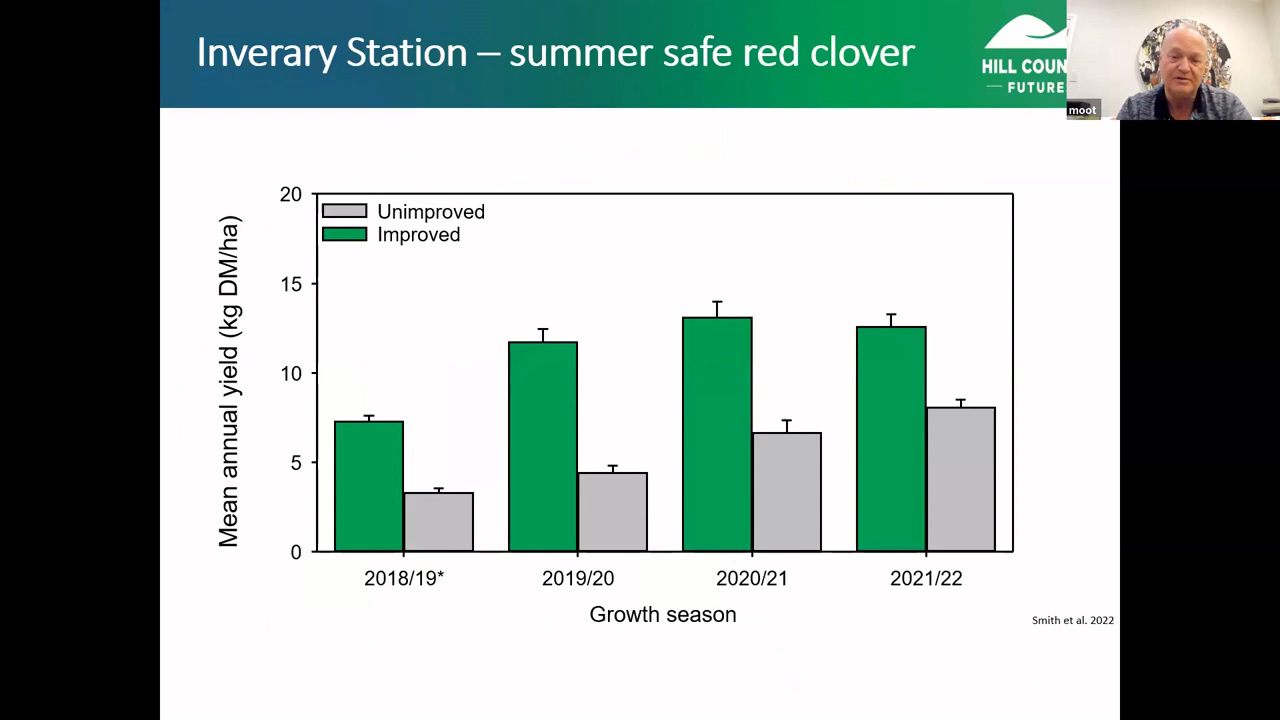 Inverary Station – summer safe red clover
HILL COUN
FUTURE
moot
Mean annual yield (kg DM/ha)
20
15
10
5
0
Unimproved
Improved
2018/19*
2019/20
2020/21
2021/22
Growth season
Smith et al. 2022